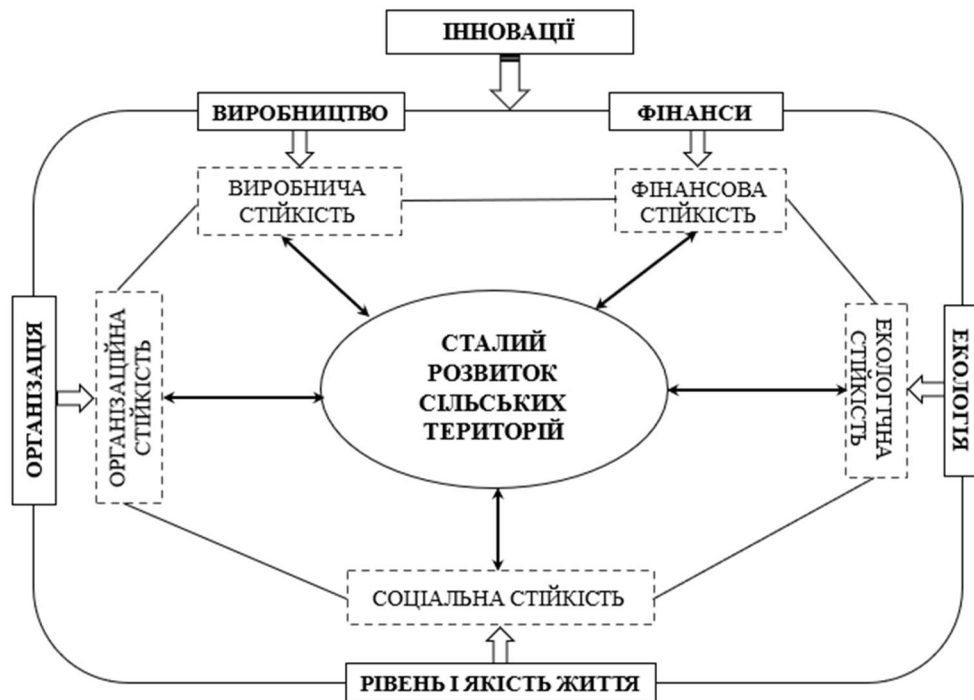 ІННОВАЦІЇ
ВИРОБНИЦТВО
ФІНАНСИ
ВИРОБНИЧА
СТІЙКІСТЬ
ФІНАНСОВА
СТІЙКІСТЬ
ОРГАНІЗАЦІЯ
ОРГАНІЗАЦІЙНА
СТІЙКІСТЬ
СТАЛИЙ
РОЗВИТОК
СІЛЬСЬКИХ
ТЕРИТОРІЙ
ЕКОЛОГІЧНА
СТІЙКІСТЬ
ЕКОЛОГІЯ
СОЦІАЛЬНА СТІЙКІСТЬ
РІВЕНЬ І ЯКІСТЬ ЖИТТЯ